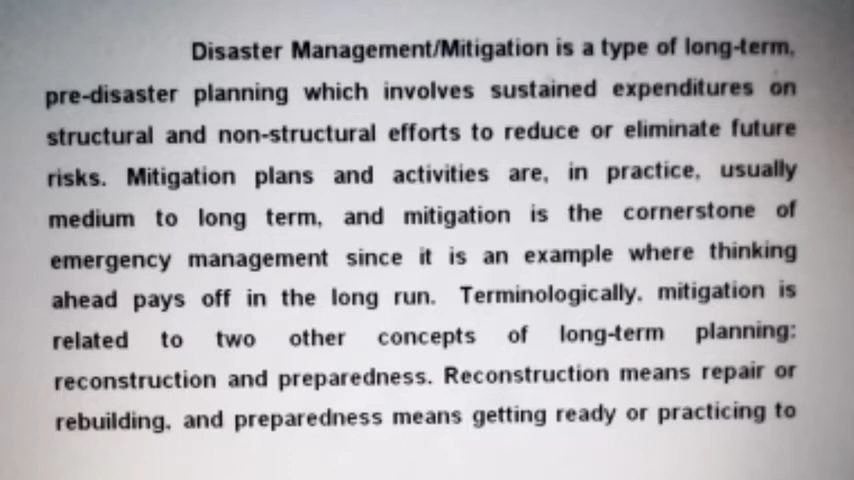 Disaster Management/Mitigation is a type of long-term,
pre-disaster planning which involves sustained expenditures on
structural and non-structural efforts to reduce or eliminate future
risks. Mitigation plans and activities are, in practice, usually
medium to long term, and mitigation is the cornerstone of
emergency management since it is an example where thinking
ahead pays off in the long run. Terminologically, mitigation is
related to two other concepts of long-term planning:
reconstruction and preparedness. Reconstruction means repair or
rebuilding, and preparedness means getting ready or practicing to